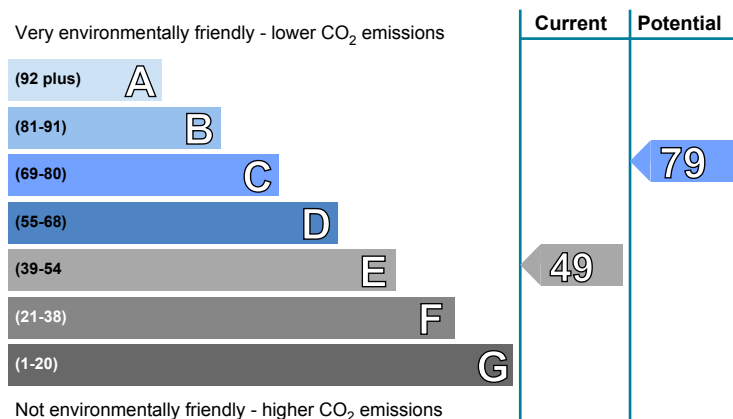 Very environmentally friendly - lower CO2 emissions
Current
Potential
(92 plus) A
(81-91) B
(69-80) C
79
(55-68) D
(39-54 E
49
(21-38) F
(1-20) G
Not environmentally friendly - higher CO2 emissions